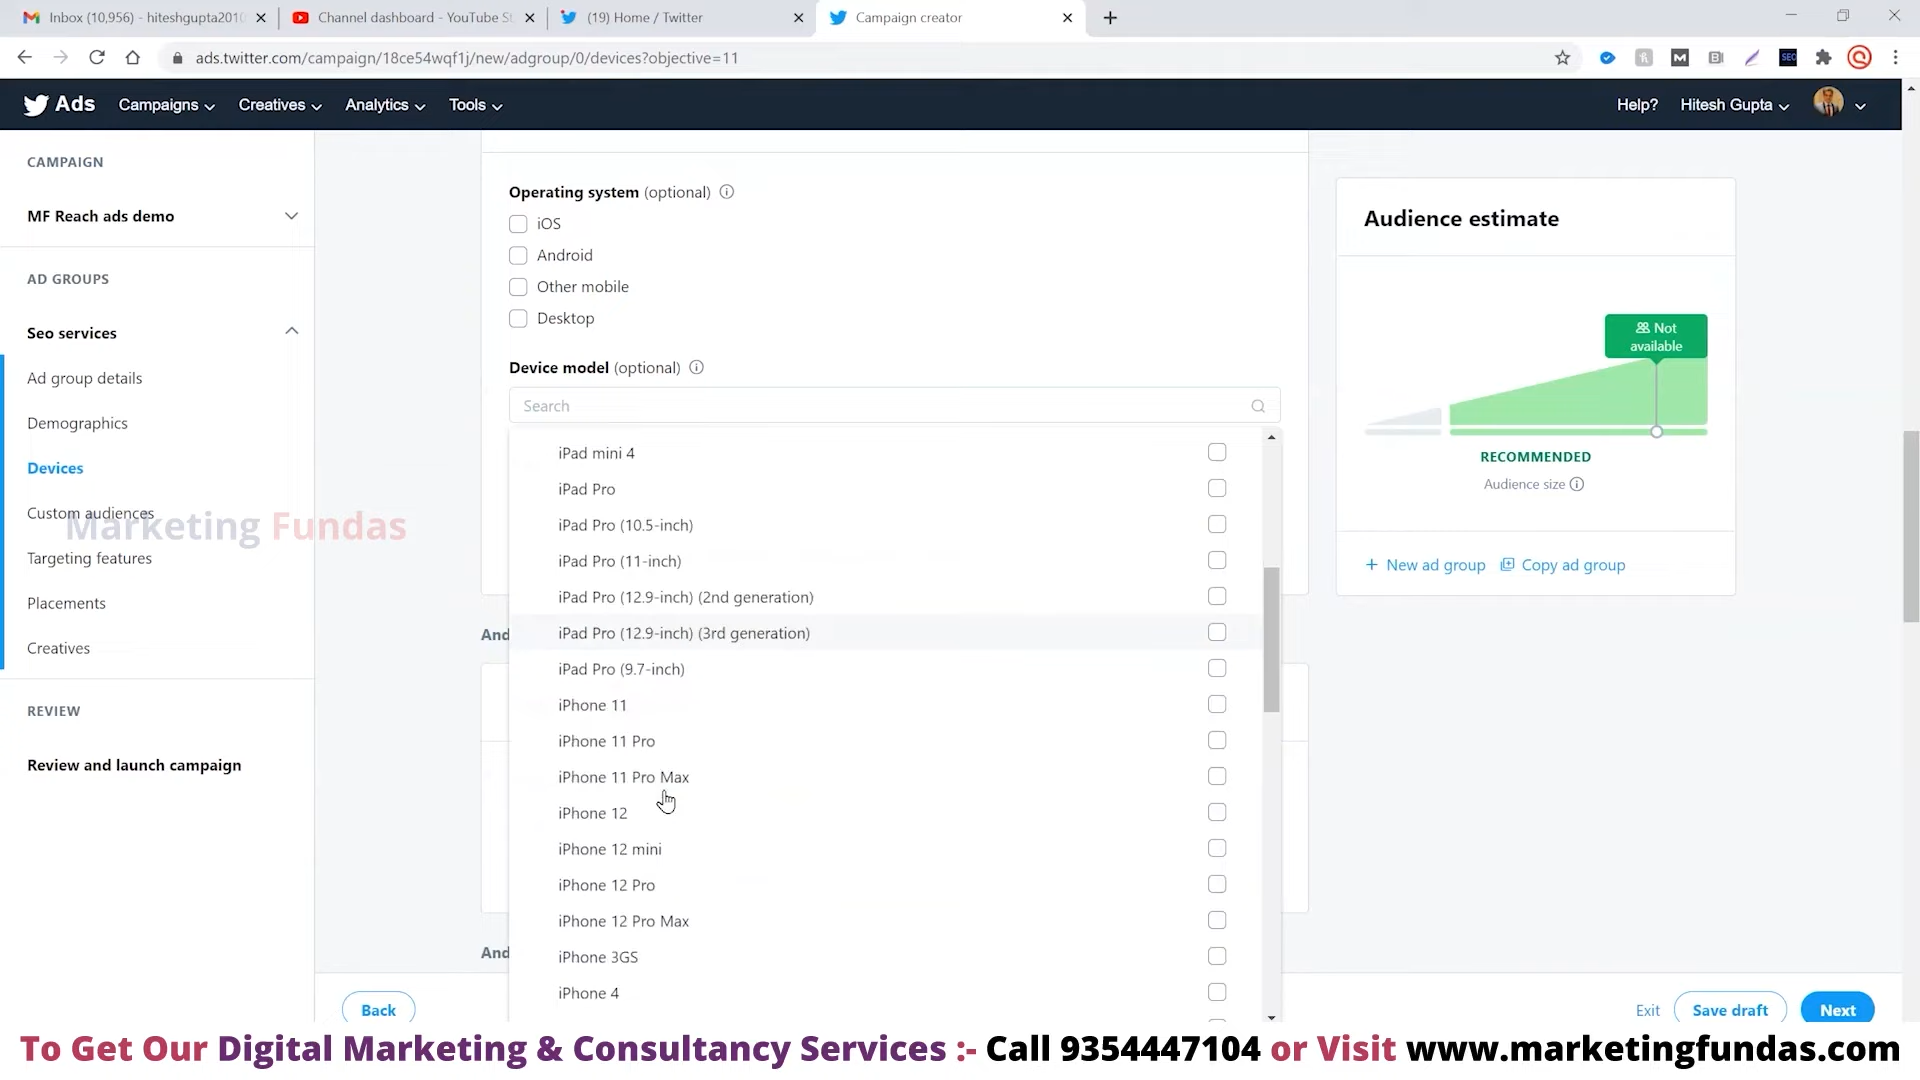 Inbox (10,956) - hiteshgupta2010
Channel dashboard - YouTube St
(19) Home / Twitter
Campaign creator
ads.twitter.com/campaign/18ce54wqf1j/new/adgroup/0/devices?objective=11
Ads
Campaigns
Creatives
Analytics
Tools
Help?
Hitesh Gupta
CAMPAIGN
MF Reach ads demo
AD GROUPS
Seo services
Ad group details
Demographics
Devices
Custom audiences
Marketing Fundas
Targeting features
Placements
Creatives
REVIEW
Review and launch campaign
Operating system (optional)
iOS
Android
Other mobile
Desktop
Device model (optional)
Search
iPad mini 4
iPad Pro
iPad Pro (10.5-inch)
iPad Pro (11-inch)
iPad Pro (12.9-inch) (2nd generation)
And
iPad Pro (12.9-inch) (3rd generation)
iPad Pro (9.7-inch)
iPhone 11
iPhone 11 Pro
iPhone 11 Pro Max
iPhone 12
iPhone 12 mini
iPhone 12 Pro
iPhone 12 Pro Max
And
iPhone 3GS
iPhone 4
Audience estimate
Not
available
RECOMMENDED
Audience size
+ New ad group
Copy ad group
Back
Exit
Save draft
Next
To Get Our Digital Marketing & Consultancy Services :- Call 9354447104 or Visit www.marketingfundas.com